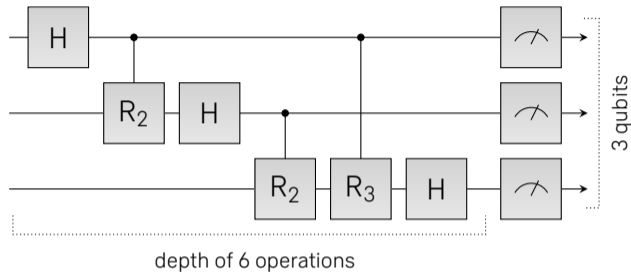 H
R2 H
R2 R3 H
3 qubits
depth of 6 operations